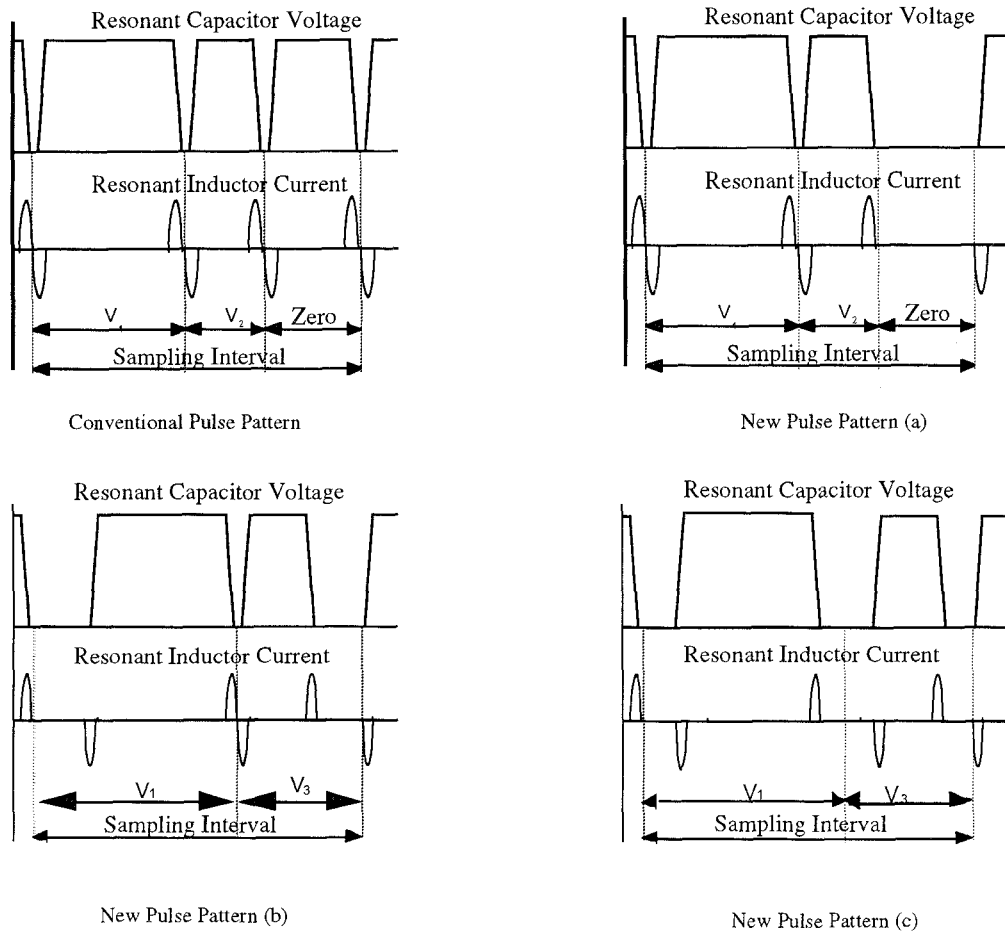 Resonant Capacitor Voltage
Resonant Inductor Current
V₁
V₂
Zero
Sampling Interval
Conventional Pulse Pattern
Resonant Capacitor Voltage
Resonant Inductor Current
V₁
V₂
Zero
Sampling Interval
New Pulse Pattern (a)
Resonant Capacitor Voltage
Resonant Inductor Current
V₁
V₃
Sampling Interval
New Pulse Pattern (b)
Resonant Capacitor Voltage
Resonant Inductor Current
V₁
V₃
Sampling Interval
New Pulse Pattern (c)